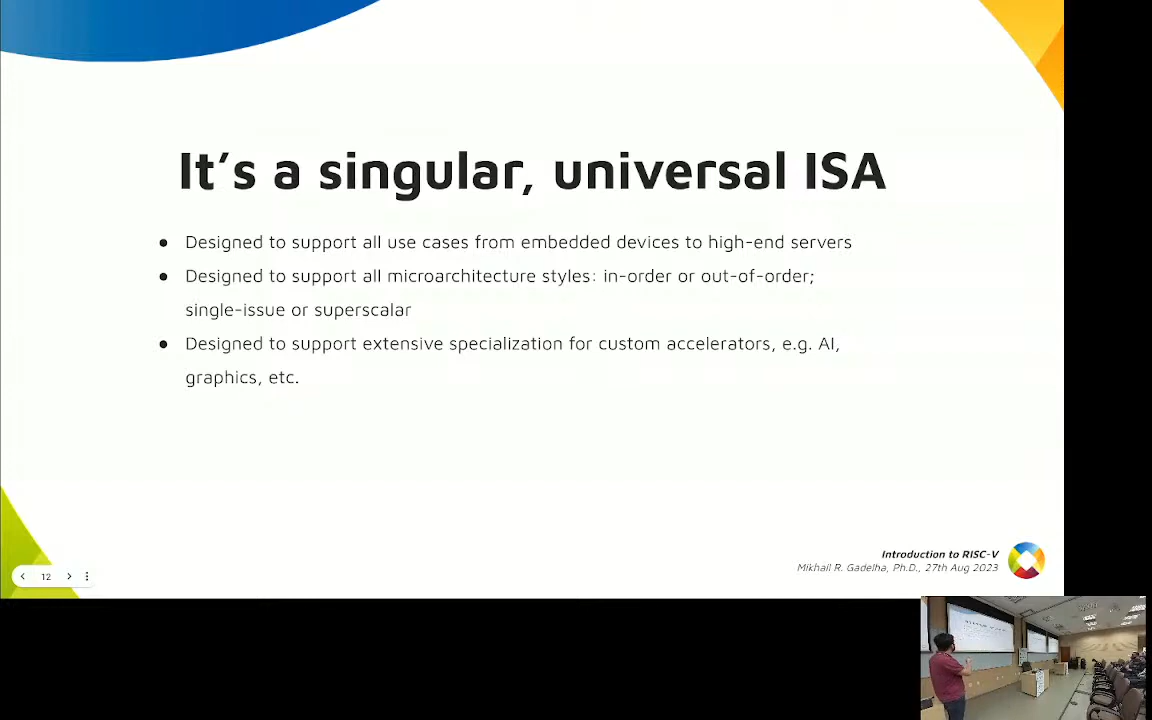 It's a singular, universal ISA
● Designed to support all use cases from embedded devices to high-end servers
● Designed to support all microarchitecture styles: in-order or out-of-order;
single-issue or superscalar
● Designed to support extensive specialization for custom accelerators, e.g. AI,
graphics, etc.
Introduction to RISC-V
Mikhail R. Gadelha, Ph.D., 27th Aug 2023
12